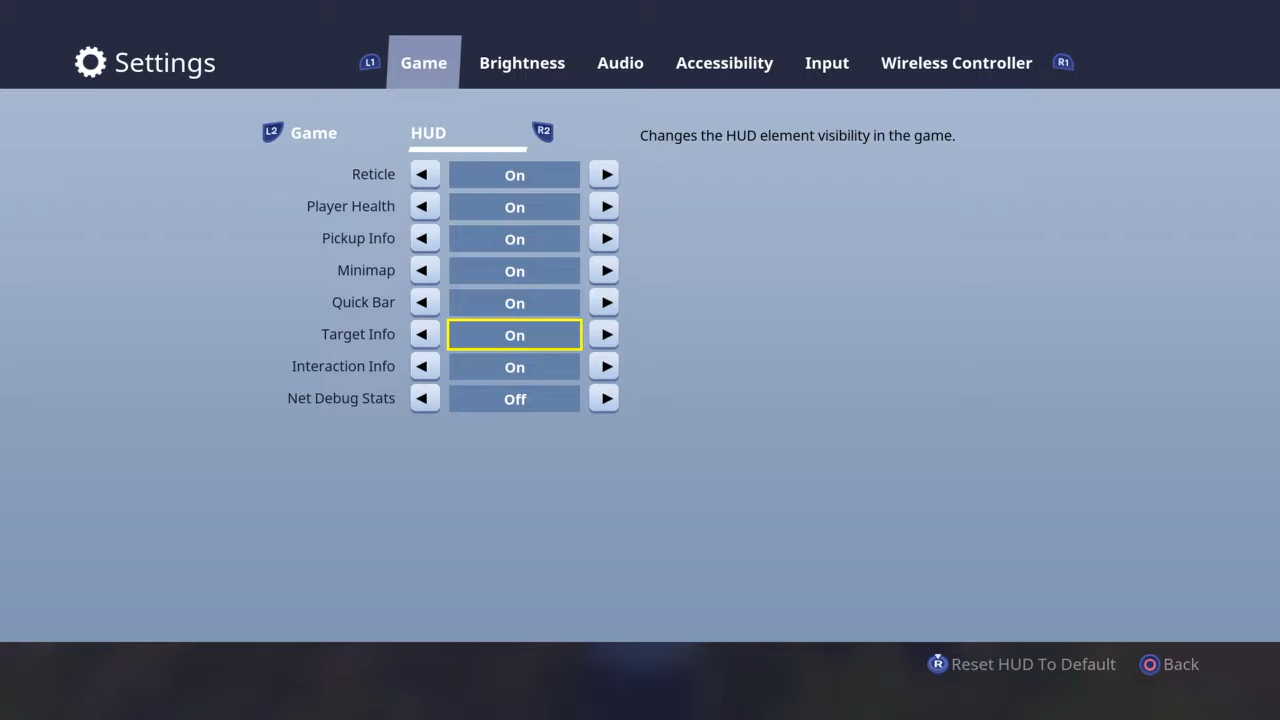 Settings
L1 Game Brightness Audio Accessibility Input Wireless Controller R1
L2 Game HUD R2
Changes the HUD element visibility in the game.
Reticle On
Player Health On
Pickup Info On
Minimap On
Quick Bar On
Target Info On
Interaction Info On
Net Debug Stats Off
R Reset HUD To Default Back